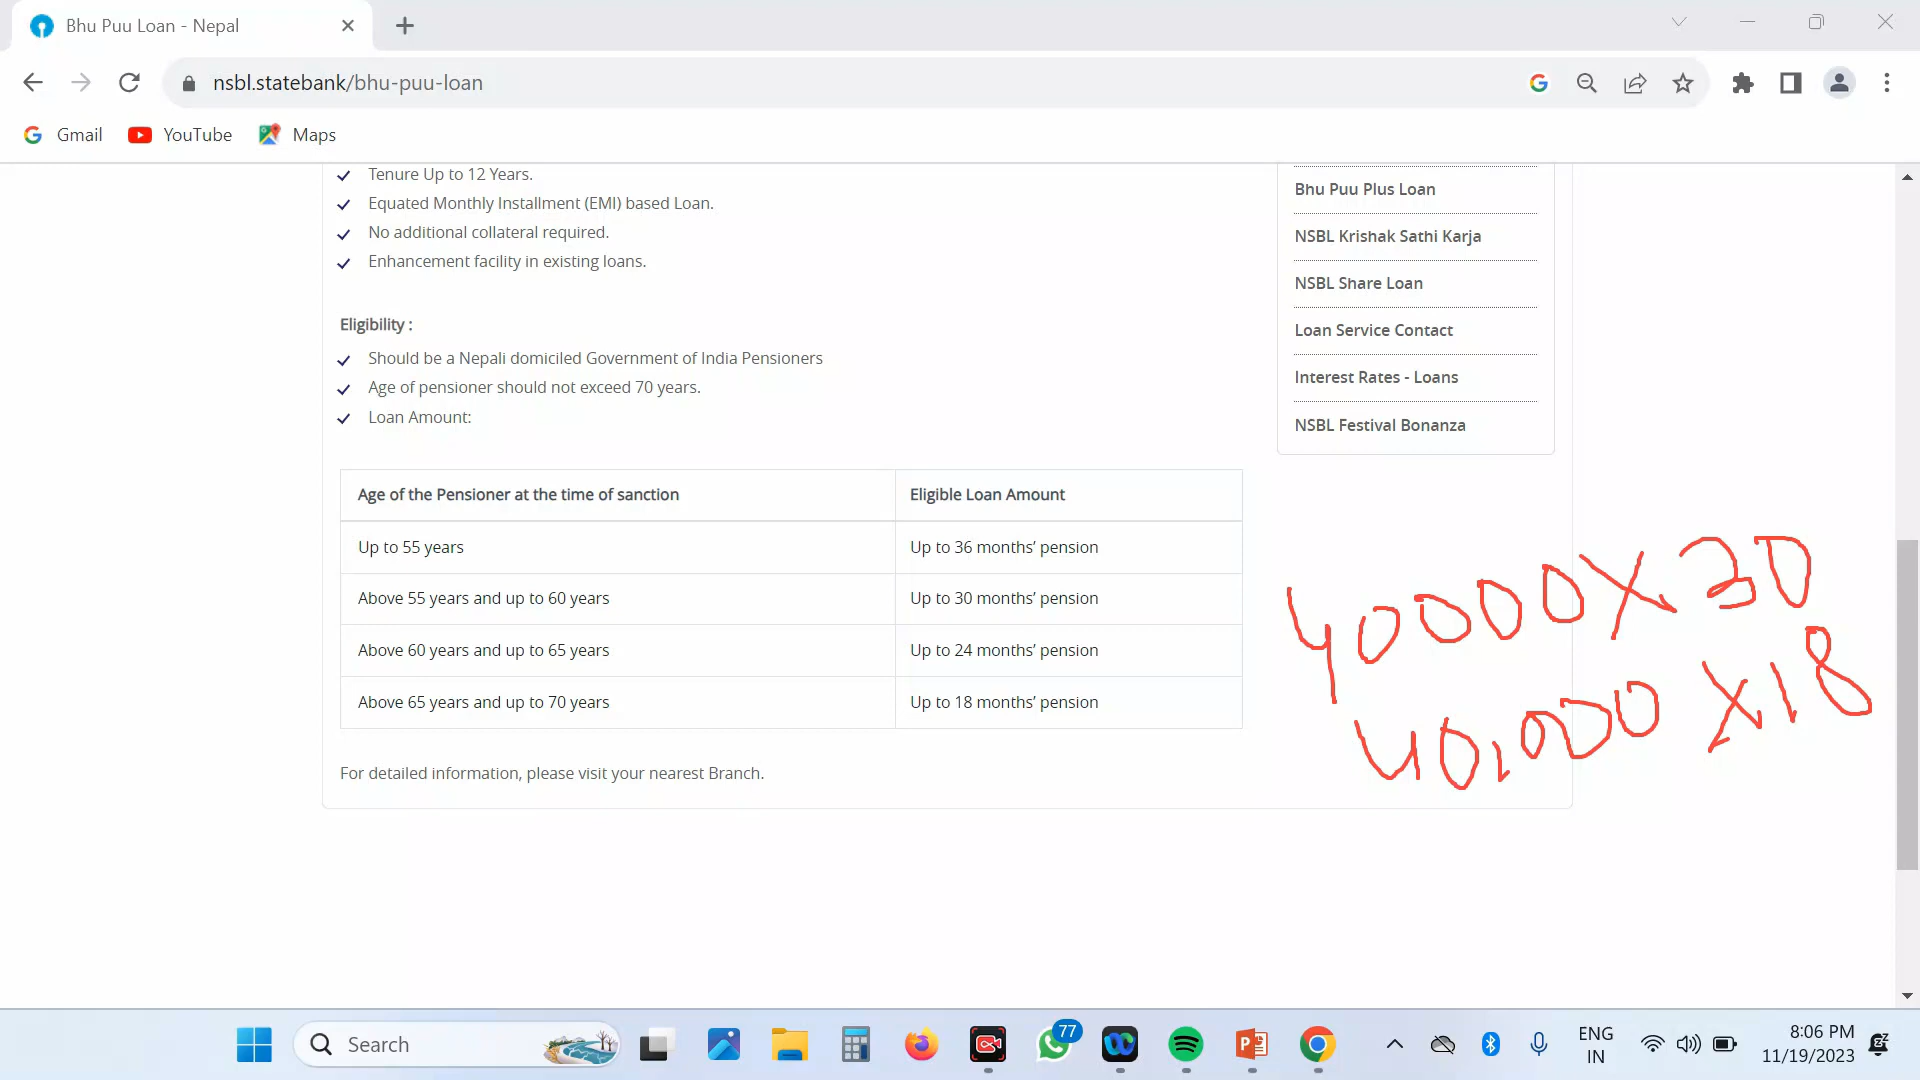 Bhu Puu Loan - Nepal
nsbl.statebank/bhu-puu-loan
Gmail YouTube Maps
Tenure Up to 12 Years.
Equated Monthly Installment (EMI) based Loan.
No additional collateral required.
Enhancement facility in existing loans.
Eligibility :
Should be a Nepali domiciled Government of India Pensioners
Age of pensioner should not exceed 70 years.
Loan Amount:
Age of the Pensioner at the time of sanction Eligible Loan Amount
Up to 55 years Up to 36 months’ pension
Above 55 years and up to 60 years Up to 30 months’ pension
Above 60 years and up to 65 years Up to 24 months’ pension
Above 65 years and up to 70 years Up to 18 months’ pension
For detailed information, please visit your nearest Branch.
Bhu Puu Plus Loan
NSBL Krishak Sathi Karja
NSBL Share Loan
Loan Service Contact
Interest Rates - Loans
NSBL Festival Bonanza
40000X30
40,000 X18
Search
77
ENG
IN
8:06 PM
11/19/2023